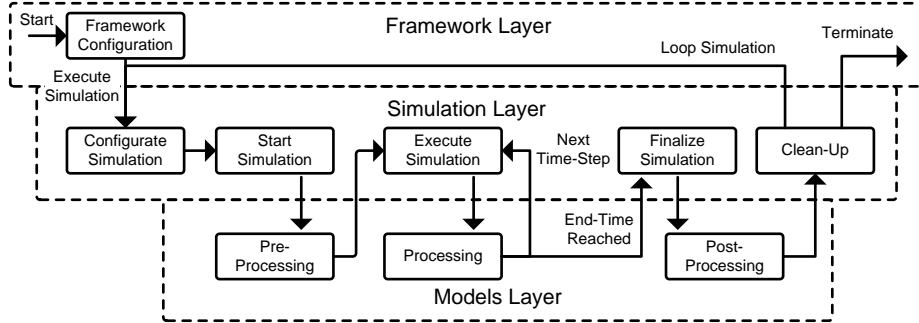 Start
Framework
Configuration
Framework Layer
Loop Simulation
Terminate
Execute
Simulation
Simulation Layer
Configurate
Simulation
Start
Simulation
Execute
Simulation
Next
Time-Step
Finalize
Simulation
Clean-Up
End-Time
Reached
Pre-
Processing
Processing
Post-
Processing
Models Layer